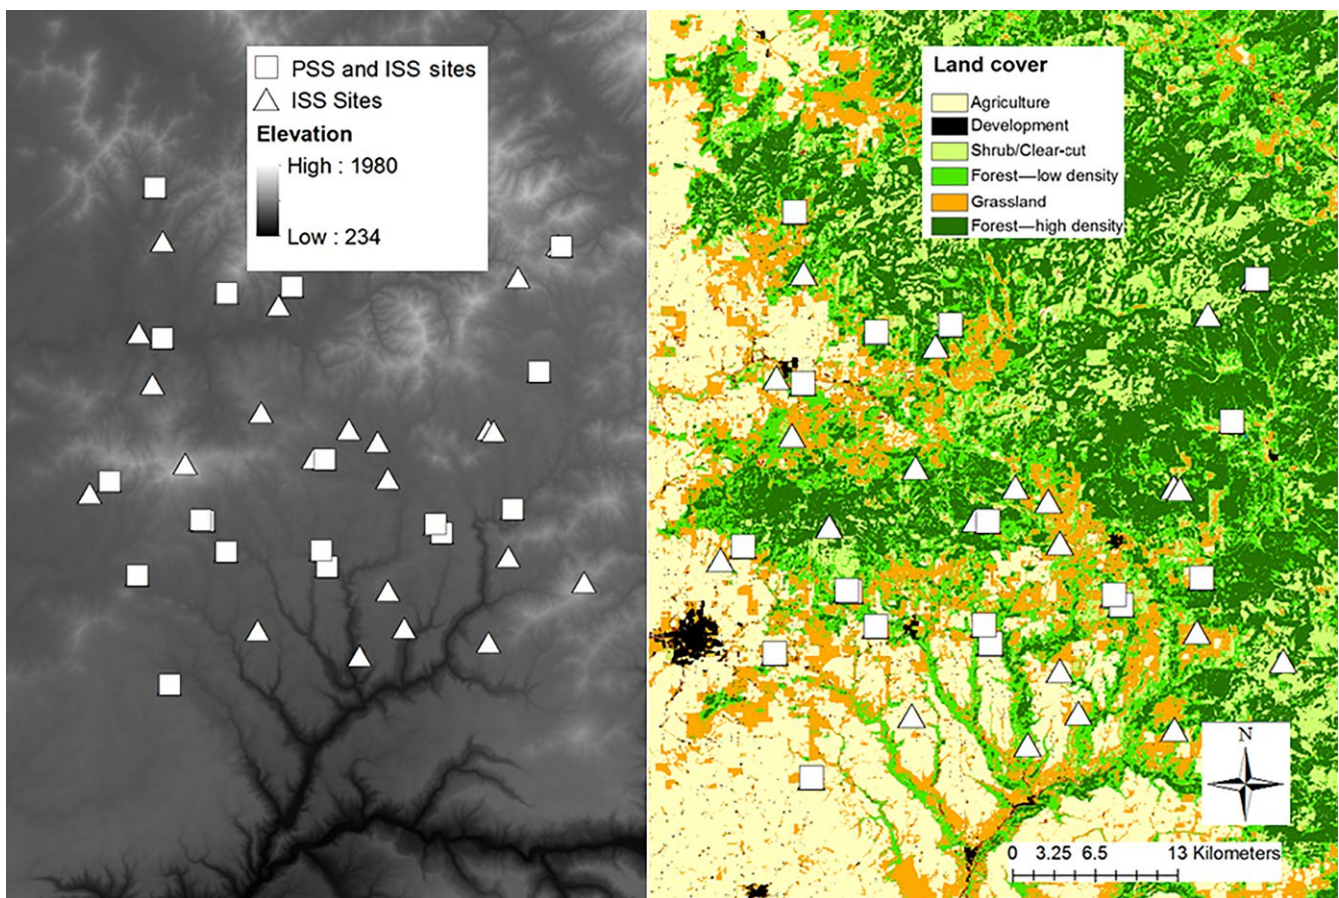 PSS and ISS sites
ISS Sites
Elevation
High : 1980
Low : 234
Land cover
Agriculture
Development
Shrub/Clear-cut
Forest—low density
Grassland
Forest—high density
N
0 3.25 6.5 13 Kilometers